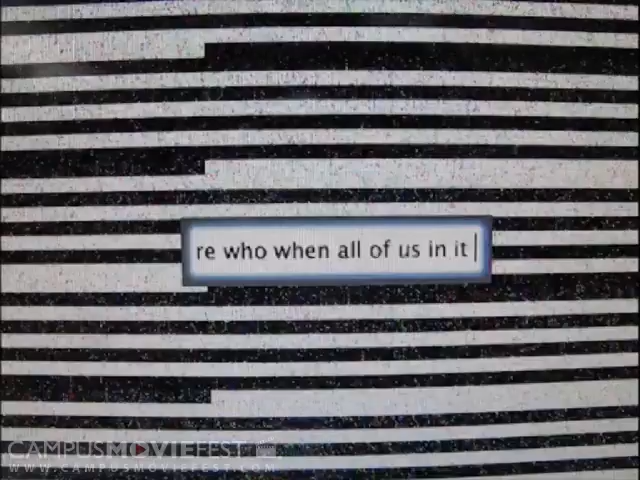 re who when all of us in it
CAMPUSMOVIEFEST
WWW.CAMPUSMOVIEFEST.COM